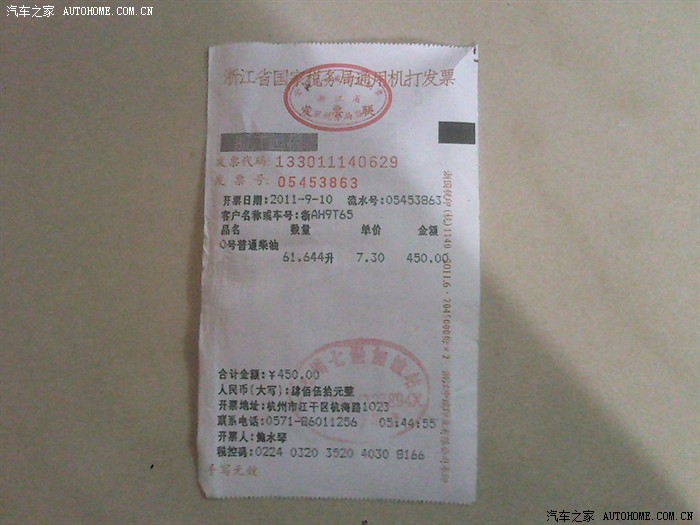 汽车之家 AUTOHOME.COM.CN
浙江省国家税务局通用机打发票
发票联
发票代码:133011140629
发票号:05453863
开票日期:2011-9-10 流水号:05453863
客户名称或车号:浙AH9T65
品名 数量 单价 金额
0号普通柴油
61.644升 7.30 450.00
合计金额:¥450.00
人民币(大写):肆佰伍拾元整
开票地址:杭州市江干区杭海路1023
联系电话:0571-86011256 05:44:55
开票人:鲍水琴
税控码:0224 0320 3520 4030 8166
手写无效
汽车之家 AUTOHOME.COM.CN